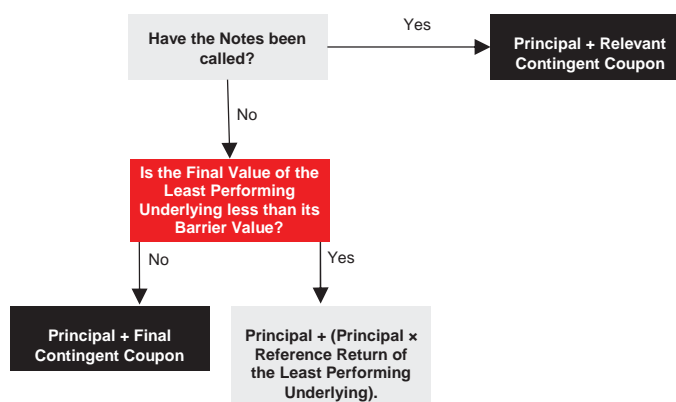 Have the Notes been
called?
Yes
Principal + Relevant
Contingent Coupon
No
Is the Final Value of the
Least Performing
Underlying less than its
Barrier Value?
No
Yes
Principal + Final
Contingent Coupon
Principal + (Principal ×
Reference Return of
the Least Performing
Underlying).